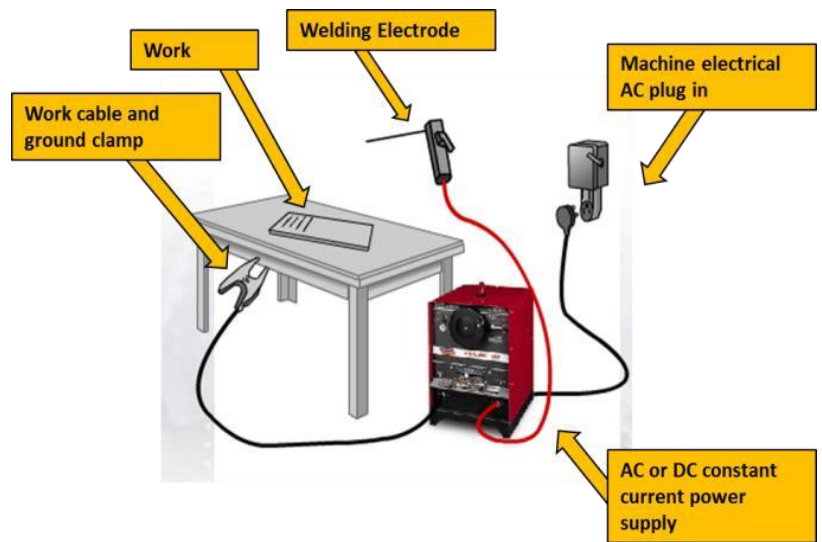 Welding Electrode
Work
Machine electrical
AC plug in
Work cable and
ground clamp
AC or DC constant
current power
supply